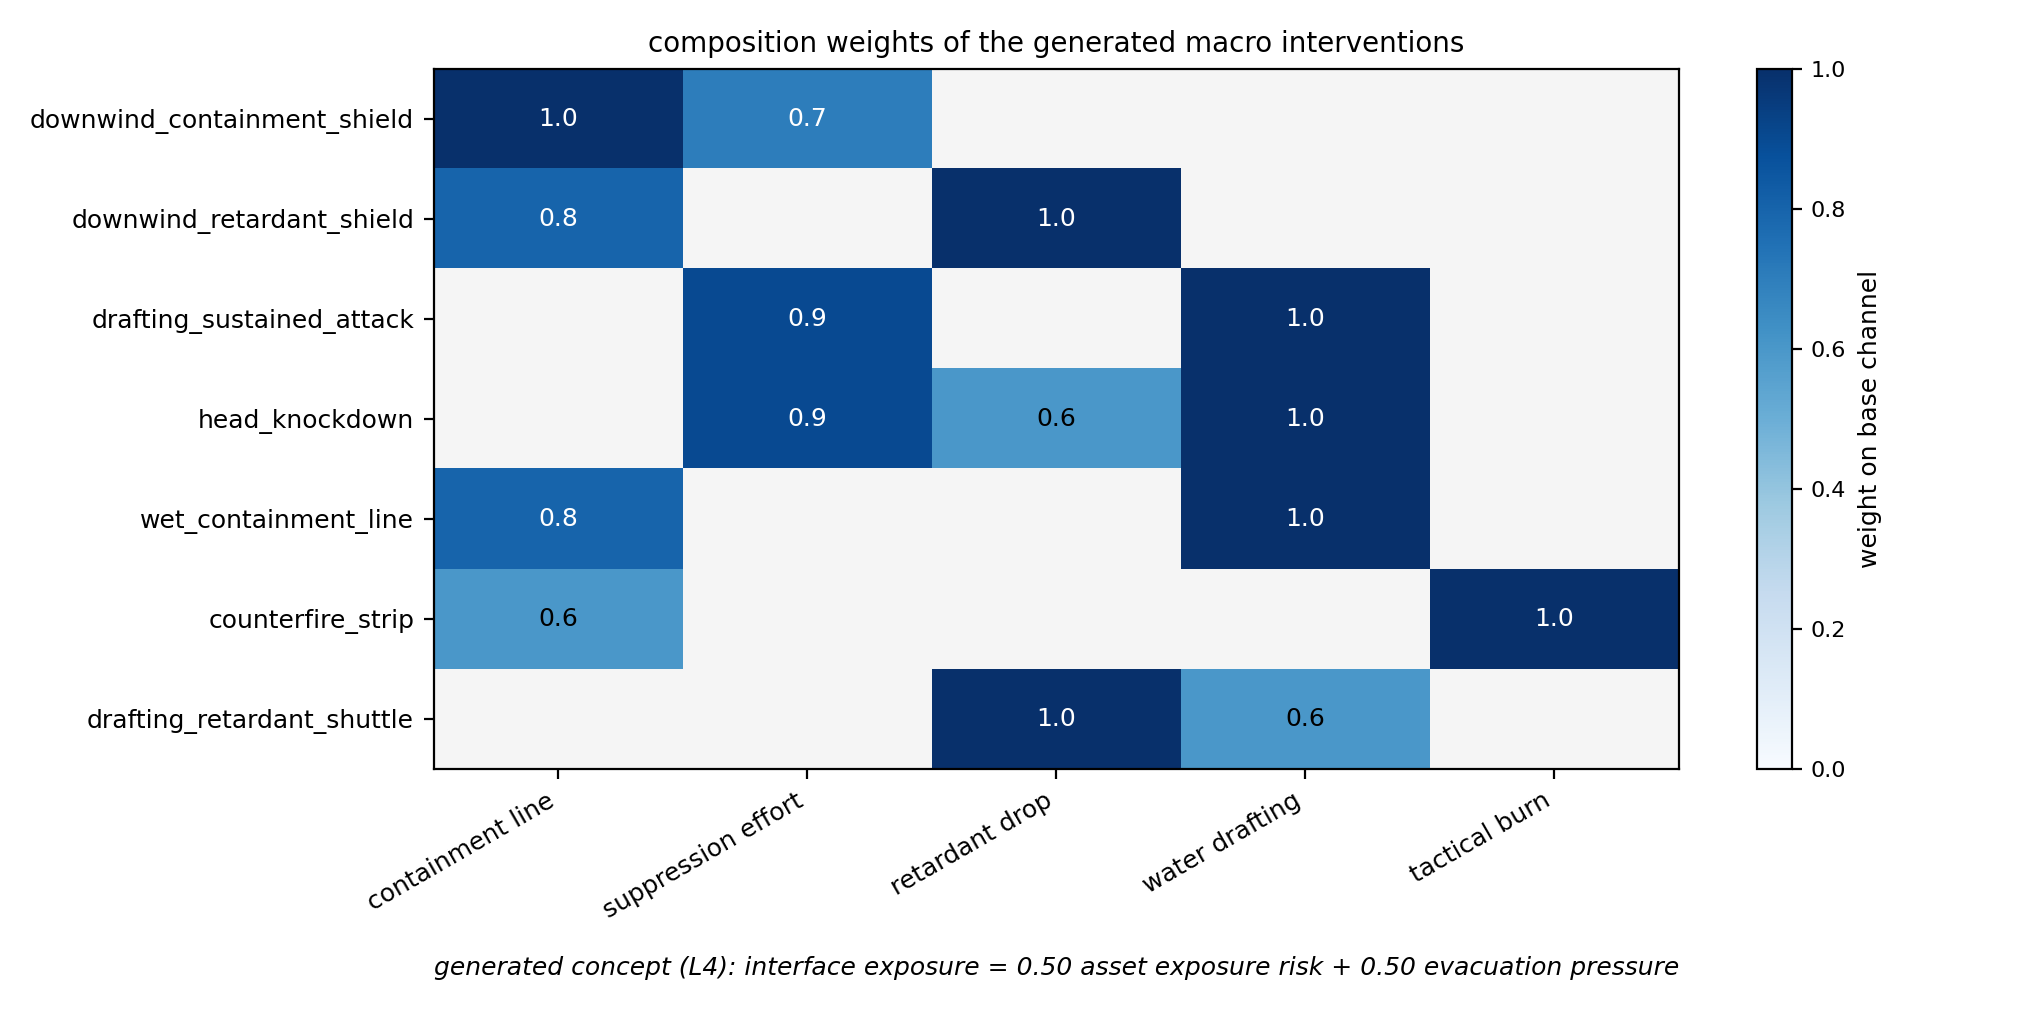 composition weights of the generated macro interventions
downwind_containment_shield 1.0 0.7
downwind_retardant_shield 0.8 1.0
drafting_sustained_attack 0.9 1.0
head_knockdown 0.9 0.6 1.0
wet_containment_line 0.8 1.0
counterfire_strip 0.6 1.0
drafting_retardant_shuttle 1.0 0.6
containment line
suppression effort
retardant drop
water drafting
tactical burn
1.0
0.8
0.6
0.4
0.2
0.0
weight on base channel
generated concept (L4): interface exposure = 0.50 asset exposure risk + 0.50 evacuation pressure